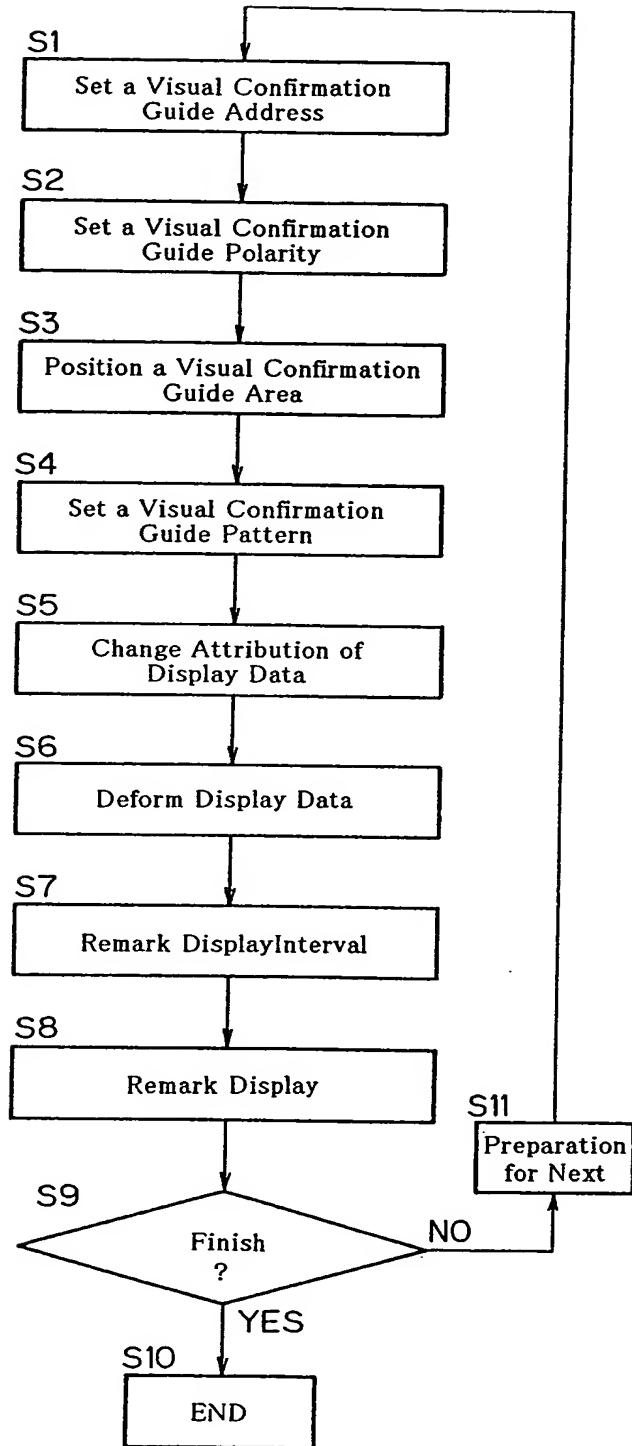 S1
Set a Visual Confirmation
Guide Address
S2
Set a Visual Confirmation
Guide Polarity
S3
Position a Visual Confirmation
Guide Area
S4
Set a Visual Confirmation
Guide Pattern
S5
Change Attribution of
Display Data
S6
Deform Display Data
S7
Remark DisplayInterval
S8
Remark Display
S11
Preparation
for Next
S9
Finish
?
NO
YES
S10
END